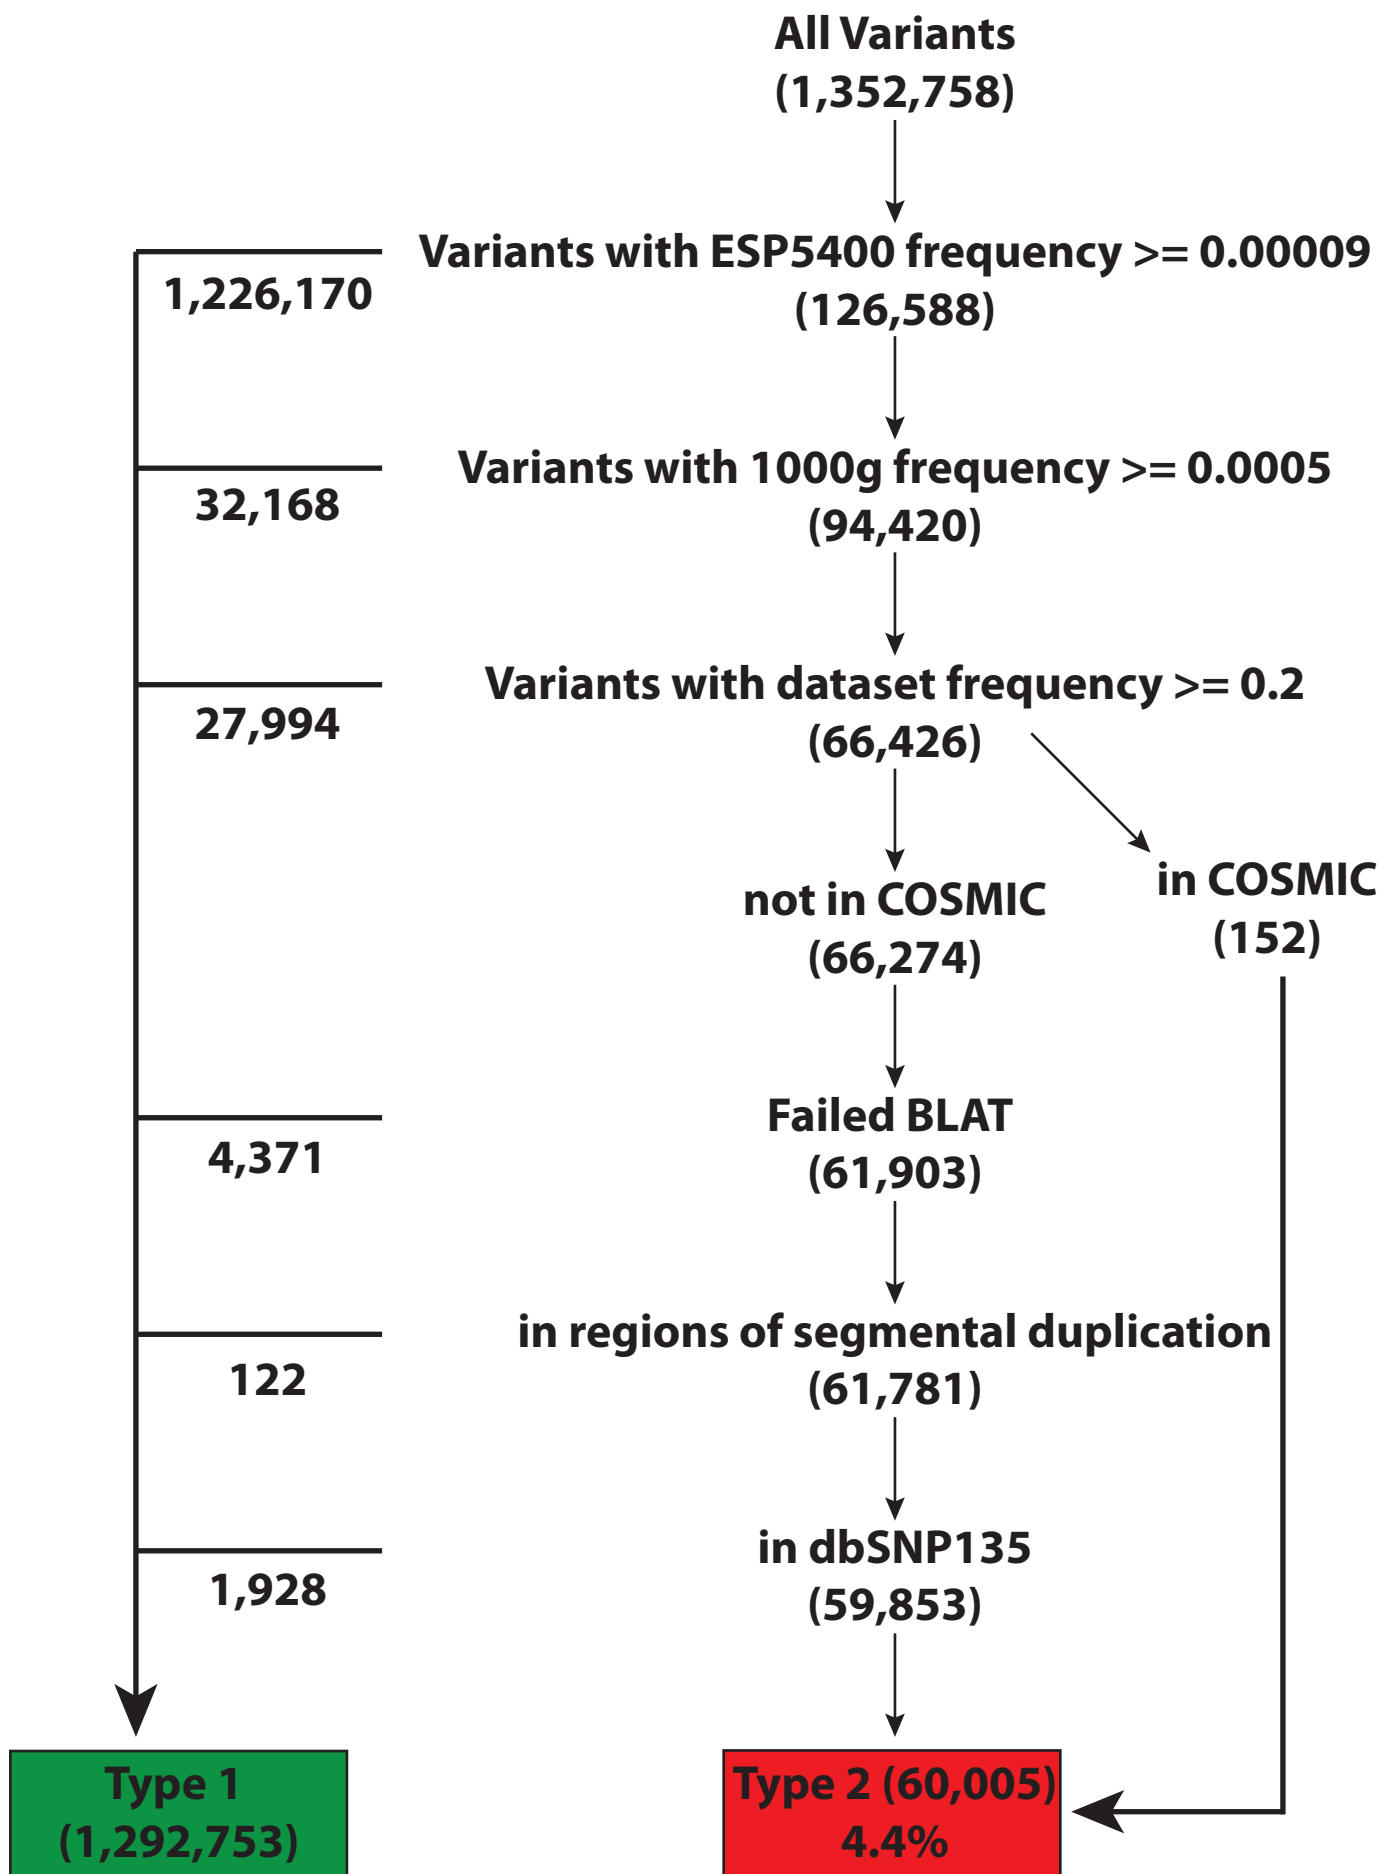 All Variants
(1,352,758)
Variants with ESP5400 frequency >= 0.00009
(126,588)
1,226,170
Variants with 1000g frequency >= 0.0005
(94,420)
32,168
Variants with dataset frequency >= 0.2
(66,426)
27,994
not in COSMIC
(66,274)
in COSMIC
(152)
Failed BLAT
(61,903)
4,371
in regions of segmental duplication
(61,781)
122
in dbSNP135
(59,853)
1,928
Type 1
(1,292,753)
Type 2 (60,005)
4.4%